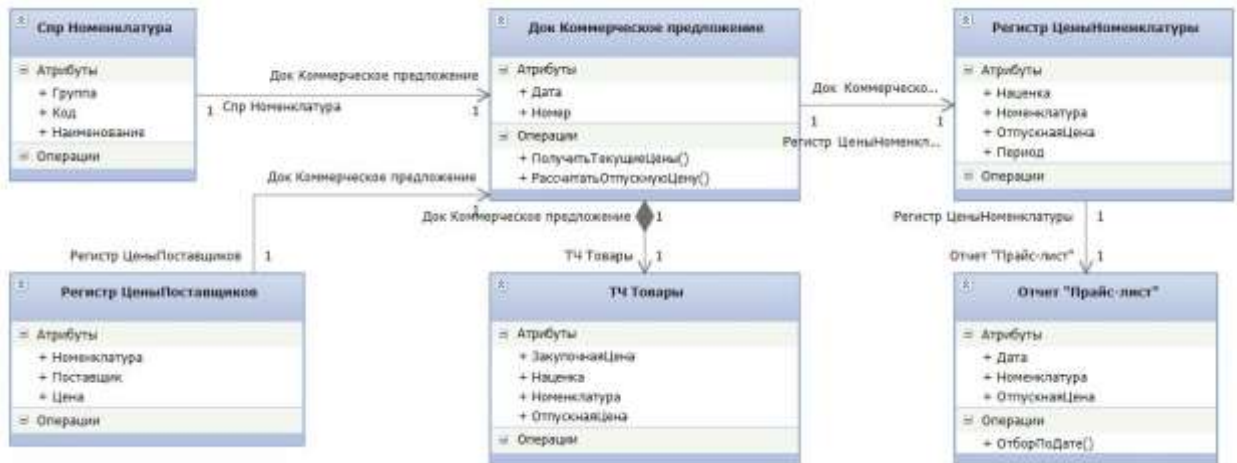 Спр Номенклатура
Атрибуты
+ Группа
+ Код
+ Наименование
Операции
Док Коммерческое предложение
1 Спр Номенклатура
1
Док Коммерческое предложение
Атрибуты
+ Дата
+ Номер
Операции
+ ПолучитьТекущиеЦены()
+ РассчитатьОтпускнуюЦену()
Док Коммерческо...
1
1
Регистр ЦеныНоменкл...
Регистр ЦеныНоменклатуры
Атрибуты
+ Наценка
+ Номенклатура
+ ОтпускнаяЦена
+ Период
Операции
Док Коммерческое предложение
1
Регистр ЦеныПоставщиков 1
Док Коммерческое предложение 1
ТЧ Товары 1
Регистр ЦеныНоменклатуры 1
Отчет "Прайс-лист" 1
Регистр ЦеныПоставщиков
Атрибуты
+ Номенклатура
+ Поставщик
+ Цена
Операции
ТЧ Товары
Атрибуты
+ ЗакупочнаяЦена
+ Наценка
+ Номенклатура
+ ОтпускнаяЦена
Операции
Отчет "Прайс-лист"
Атрибуты
+ Дата
+ Номенклатура
+ ОтпускнаяЦена
Операции
+ ОтборПоДате()